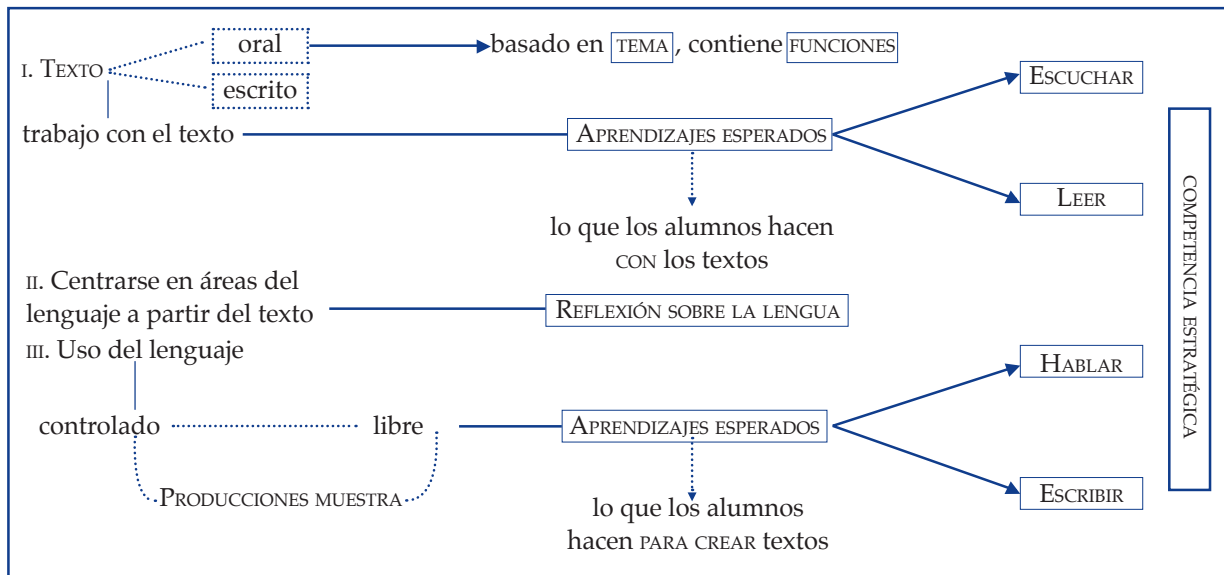 oral
basado en TEMA, contiene FUNCIONES
I. TEXTO
escrito
ESCUCHAR
trabajo con el texto
APRENDIZAJES ESPERADOS
LEER
lo que los alumnos hacen
CON los textos
II. Centrarse en áreas del
lenguaje a partir del texto
REFLEXIÓN SOBRE LA LENGUA
III. Uso del lenguaje
HABLAR
controlado
libre
APRENDIZAJES ESPERADOS
PRODUCCIONES MUESTRA
ESCRIBIR
lo que los alumnos
hacen PARA CREAR textos
COMPETENCIA ESTRATÉGICA